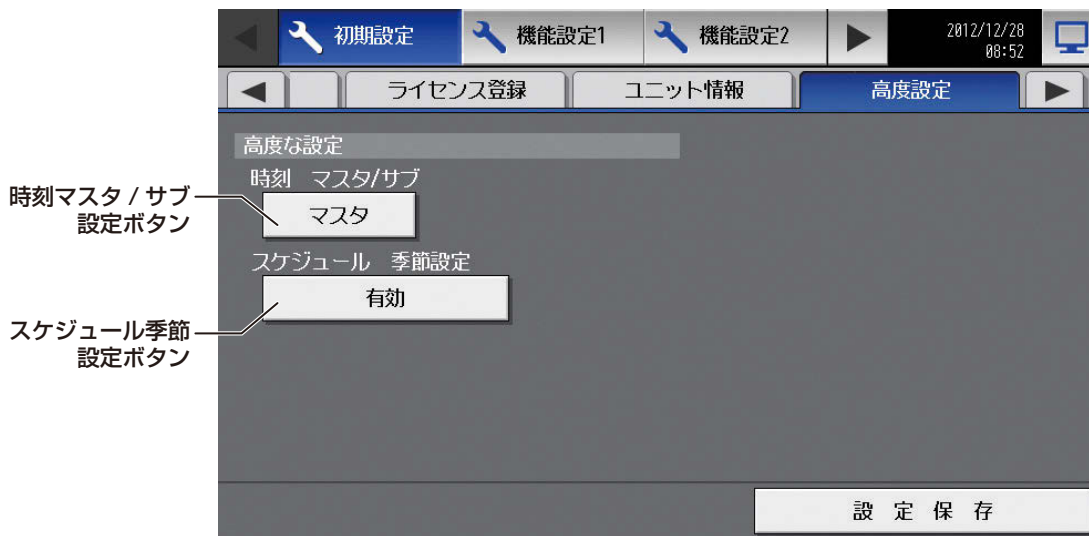 初期設定
機能設定1
機能設定2
2012/12/28
08:52
ライセンス登録
ユニット情報
高度設定
高度な設定
時刻 マスタ/サブ
マスタ
時刻マスタ / サブ
設定ボタン
スケジュール 季節設定
有効
スケジュール季節
設定ボタン
設 定 保 存